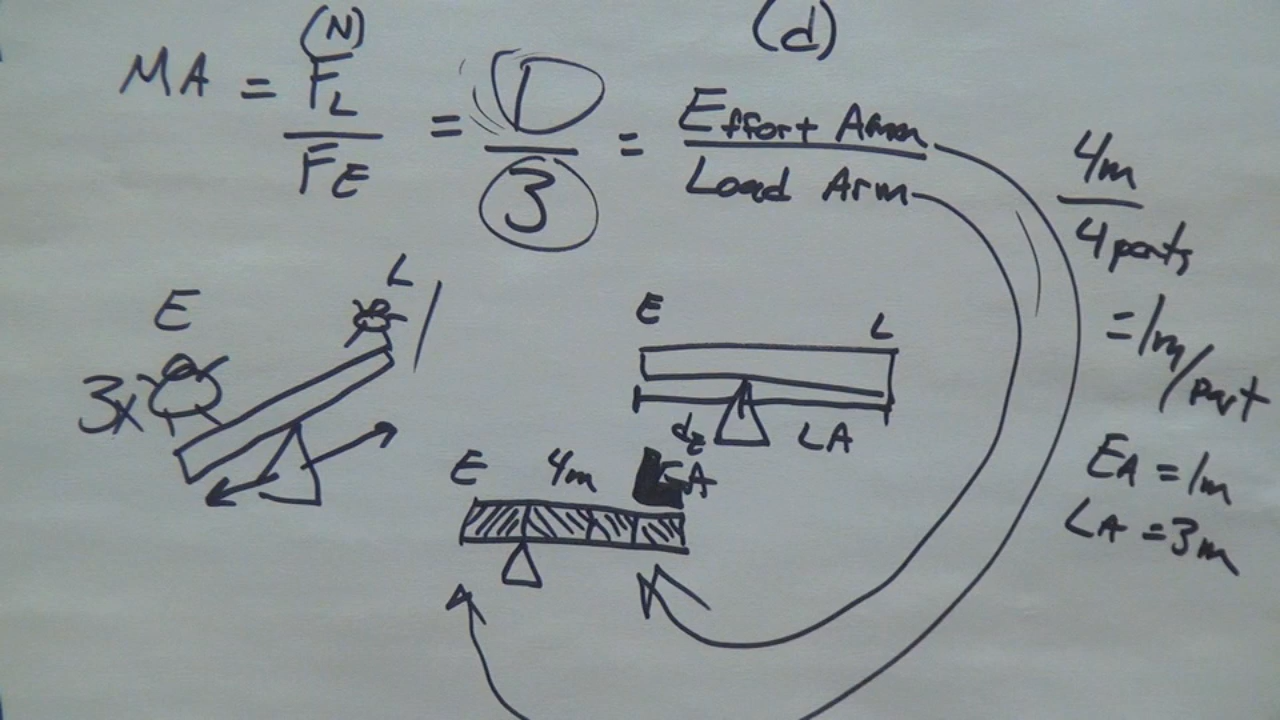 (N)
(d)
MA = FL / FE = 1 / 3 = Effort Arm / Load Arm
4m / 4 parts
= 1m/part
EA = 1m
LA = 3m
E
L
3x
E
L
dE
LA
E
4m